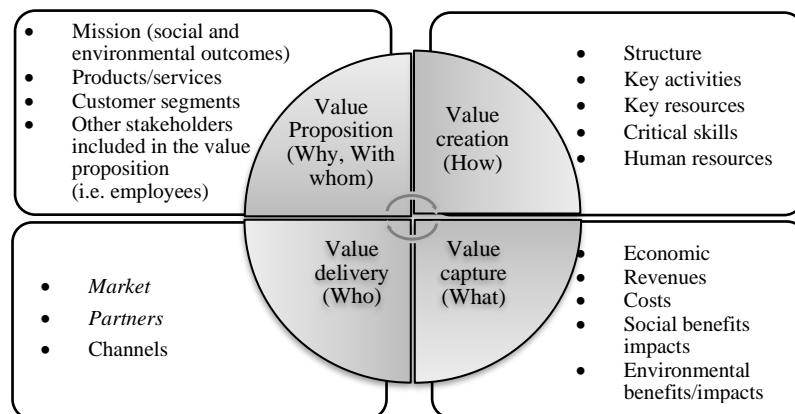 • Mission (social and
environmental outcomes)
• Products/services
• Customer segments
• Other stakeholders
included in the value
proposition
(i.e. employees)
Value
Proposition
(Why, With
whom)
Value
creation
(How)
• Structure
• Key activities
• Key resources
• Critical skills
• Human resources
• Market
• Partners
• Channels
Value
delivery
(Who)
Value
capture
(What)
• Economic
• Revenues
• Costs
• Social benefits
impacts
• Environmental
benefits/impacts